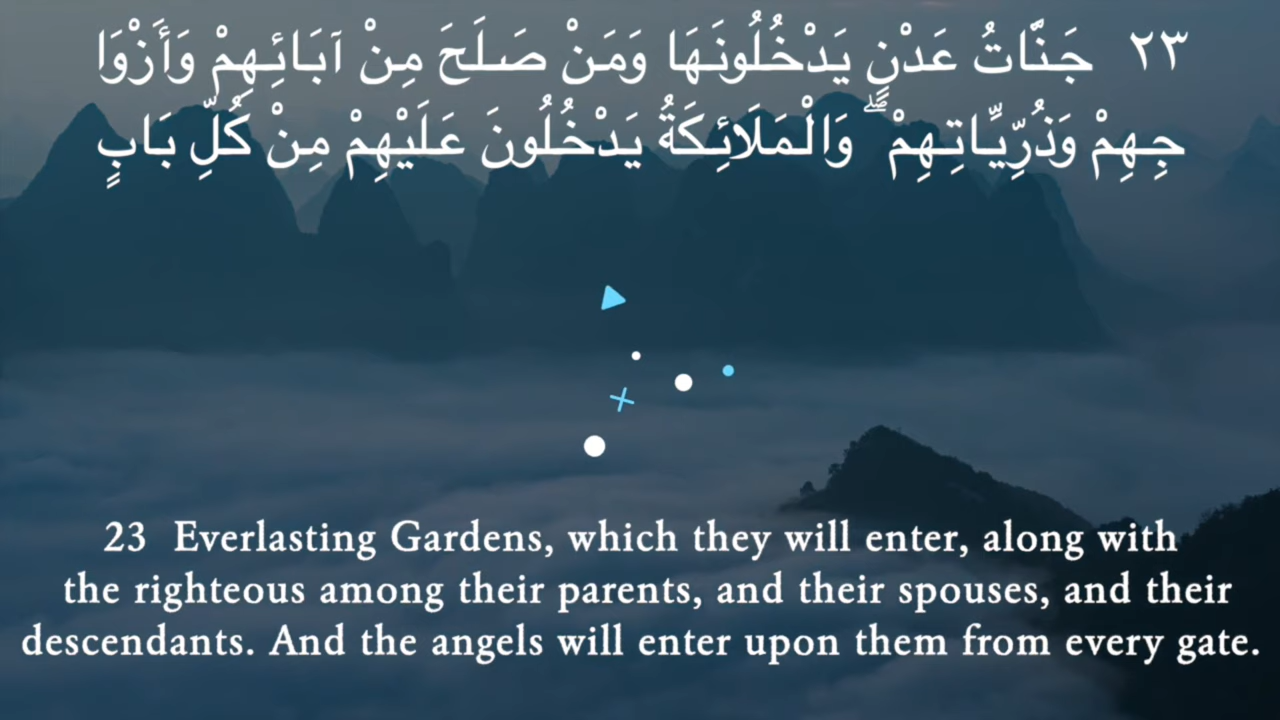 ٢٣ جَنَّاتُ عَدْنٍ يَدْخُلُونَهَا وَمَنْ صَلَحَ مِنْ آبَائِهِمْ وَأَزْوَا
جِهِمْ وَذُرِّيَّاتِهِمْ ۖ وَالْمَلَائِكَةُ يَدْخُلُونَ عَلَيْهِمْ مِنْ كُلِّ بَابٍ
23 Everlasting Gardens, which they will enter, along with
the righteous among their parents, and their spouses, and their
descendants. And the angels will enter upon them from every gate.